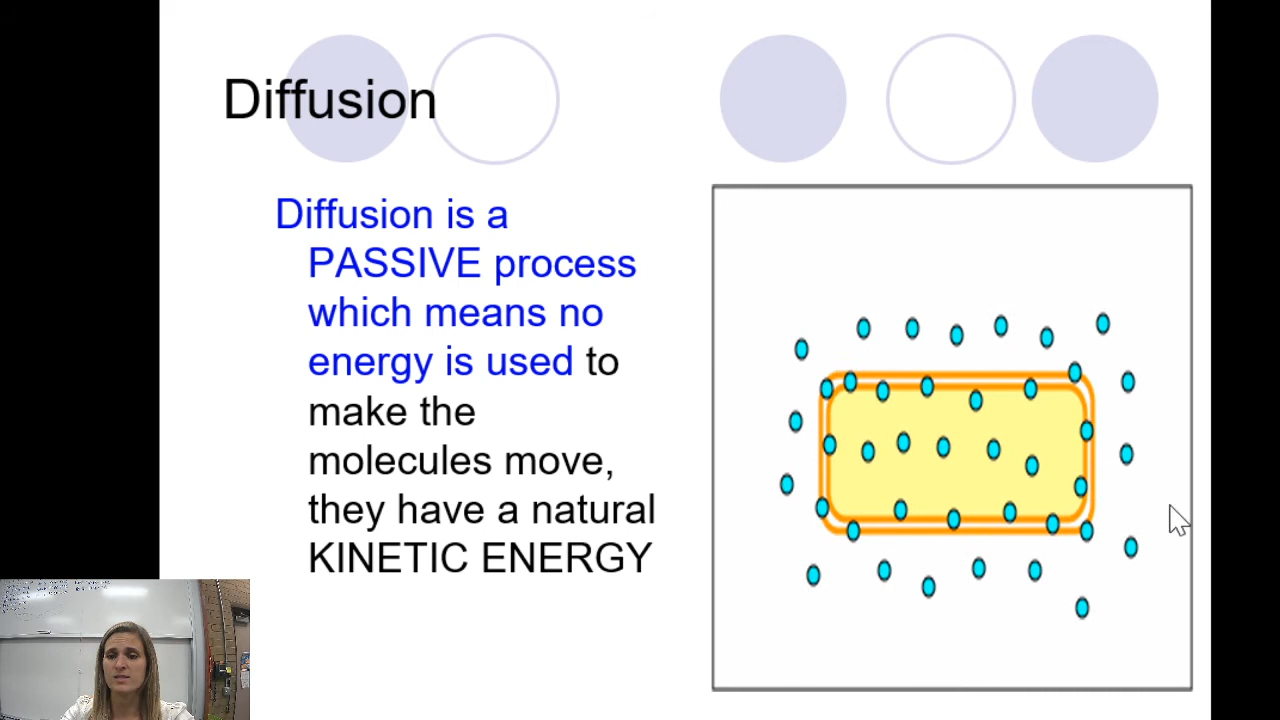 Diffusion
Diffusion is a
PASSIVE process
which means no
energy is used to
make the
molecules move,
they have a natural
KINETIC ENERGY